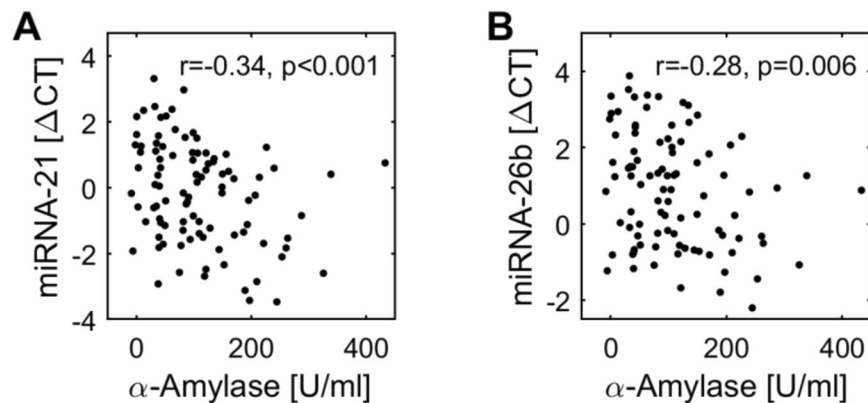 A
B
r=-0.34, p<0.001
r=-0.28, p=0.006
miRNA-21 [ΔCT]
4
2
0
-2
-4
miRNA-26b [ΔCT]
4
2
0
-2
0 200 400
0 200 400
α-Amylase [U/ml]
α-Amylase [U/ml]